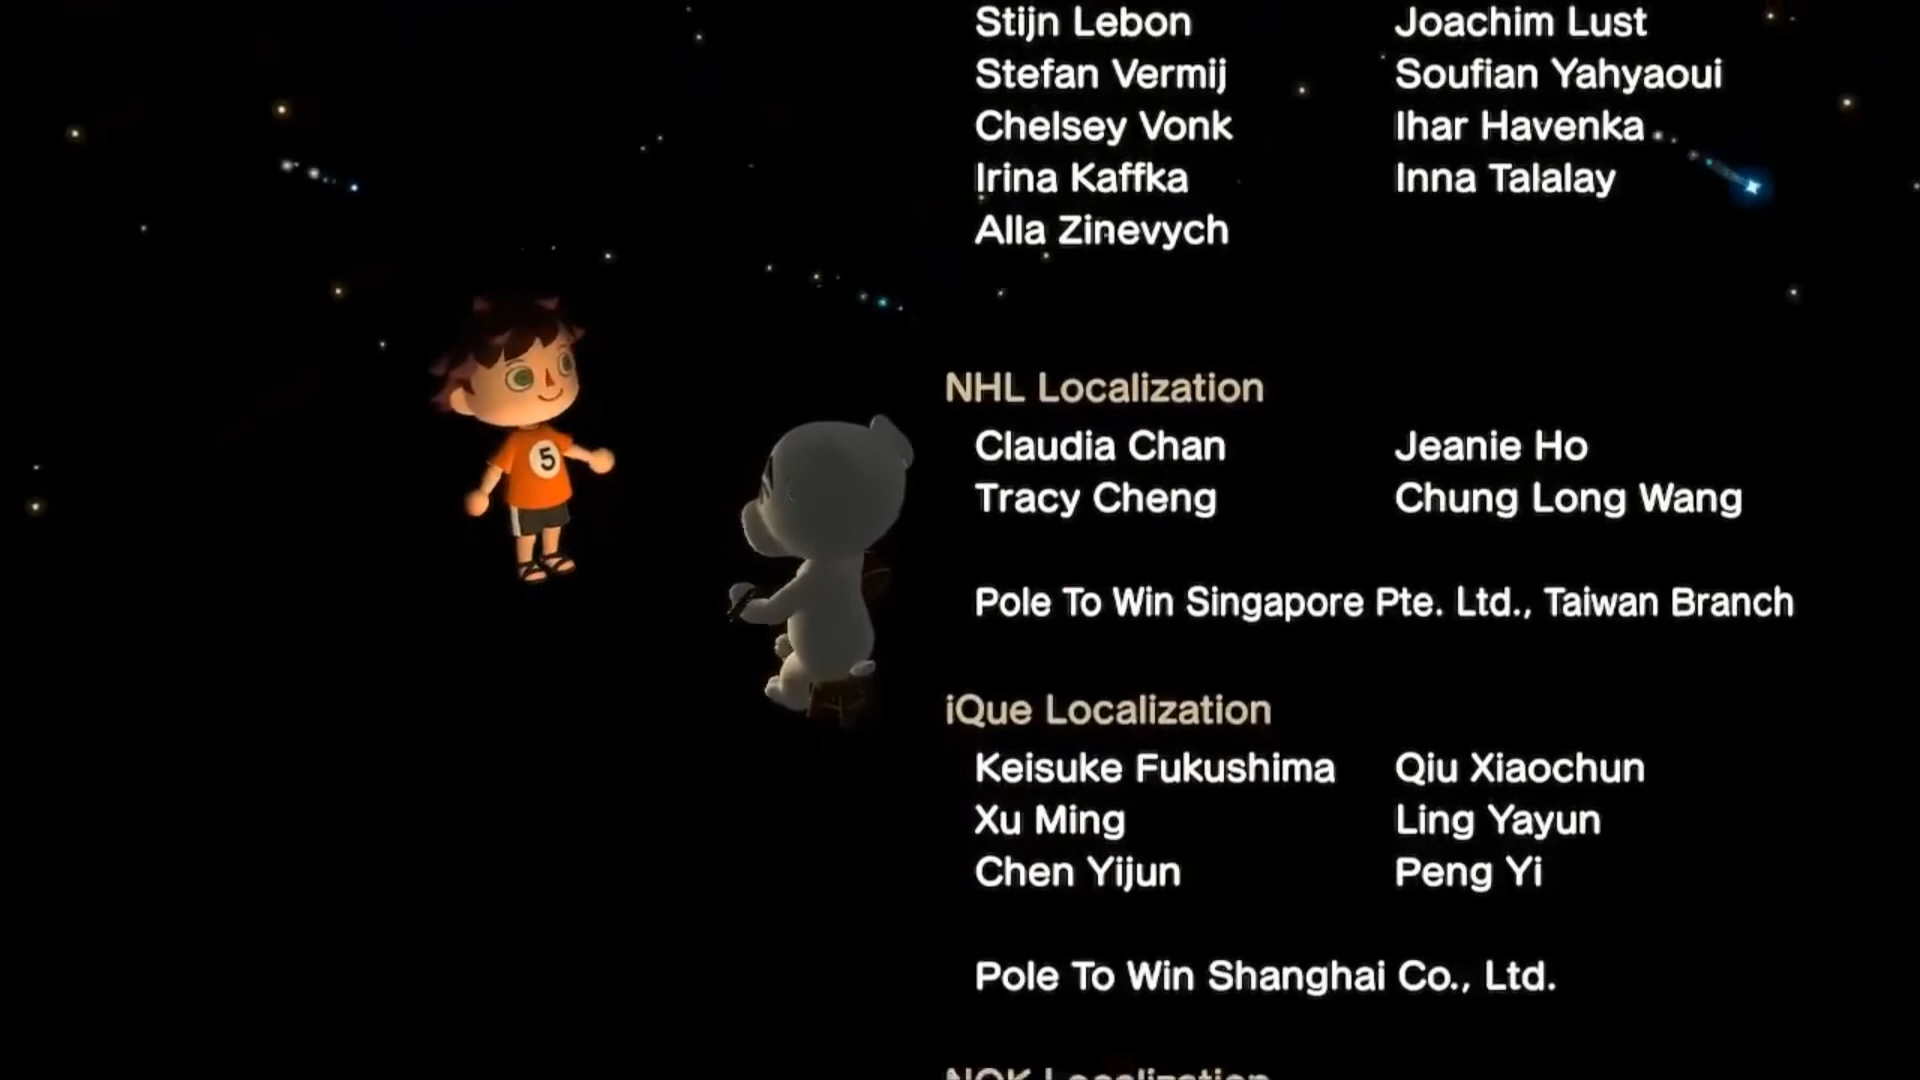 Stijn Lebon Joachim Lust
Stefan Vermij Soufian Yahyaoui
Chelsey Vonk Ihar Havenka
Irina Kaffka Inna Talalay
Alla Zinevych
5
NHL Localization
Claudia Chan Jeanie Ho
Tracy Cheng Chung Long Wang
Pole To Win Singapore Pte. Ltd., Taiwan Branch
iQue Localization
Keisuke Fukushima Qiu Xiaochun
Xu Ming Ling Yayun
Chen Yijun Peng Yi
Pole To Win Shanghai Co., Ltd.
NOK Localization